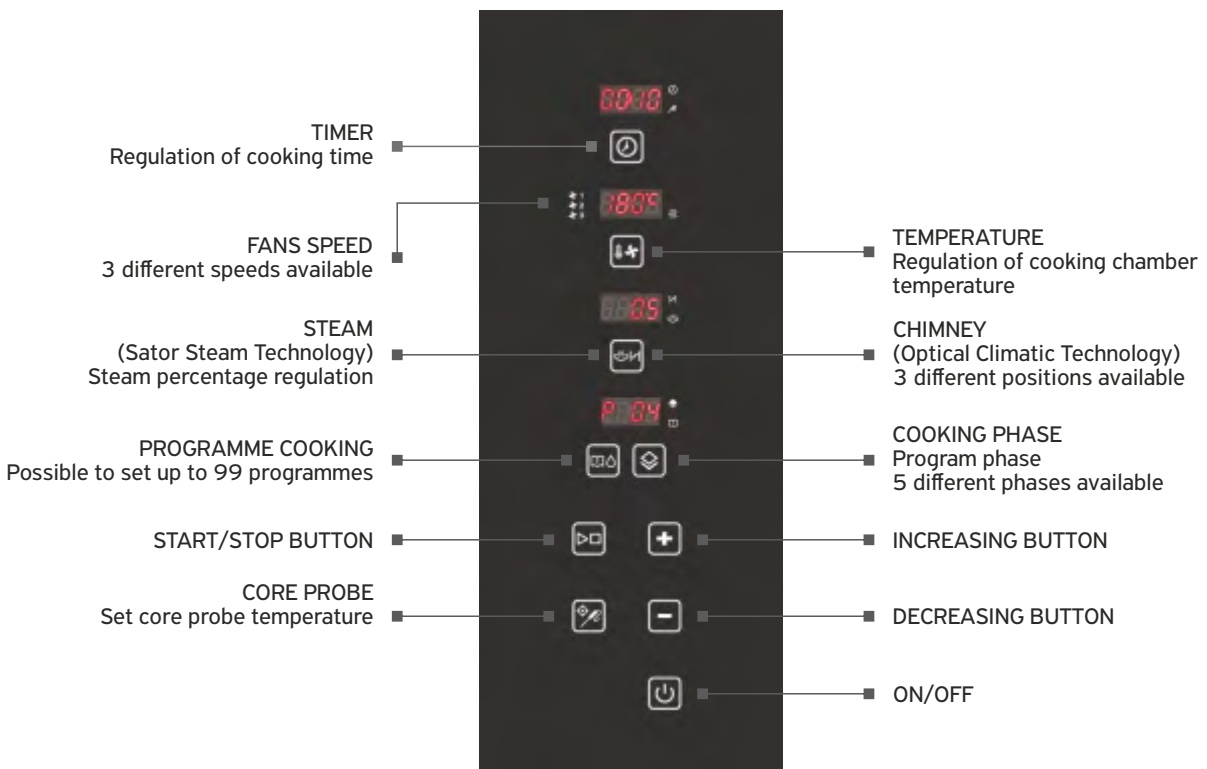 00:10
TIMER
Regulation of cooking time
180°C
FANS SPEED
3 different speeds available
TEMPERATURE
Regulation of cooking chamber
temperature
05
STEAM
(Sator Steam Technology)
Steam percentage regulation
CHIMNEY
(Optical Climatic Technology)
3 different positions available
P 04
PROGRAMME COOKING
Possible to set up to 99 programmes
COOKING PHASE
Program phase
5 different phases available
START/STOP BUTTON
INCREASING BUTTON
CORE PROBE
Set core probe temperature
DECREASING BUTTON
ON/OFF